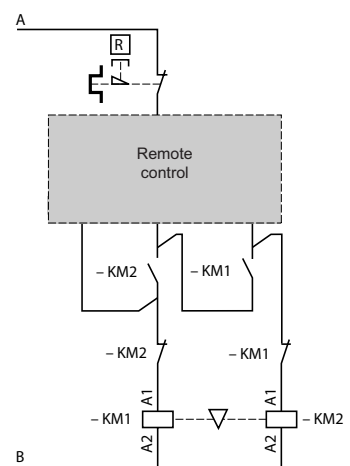 A
R
Remote
control
– KM2
– KM1
– KM2
– KM1
A1
A1
– KM1
– KM2
A2
A2
B